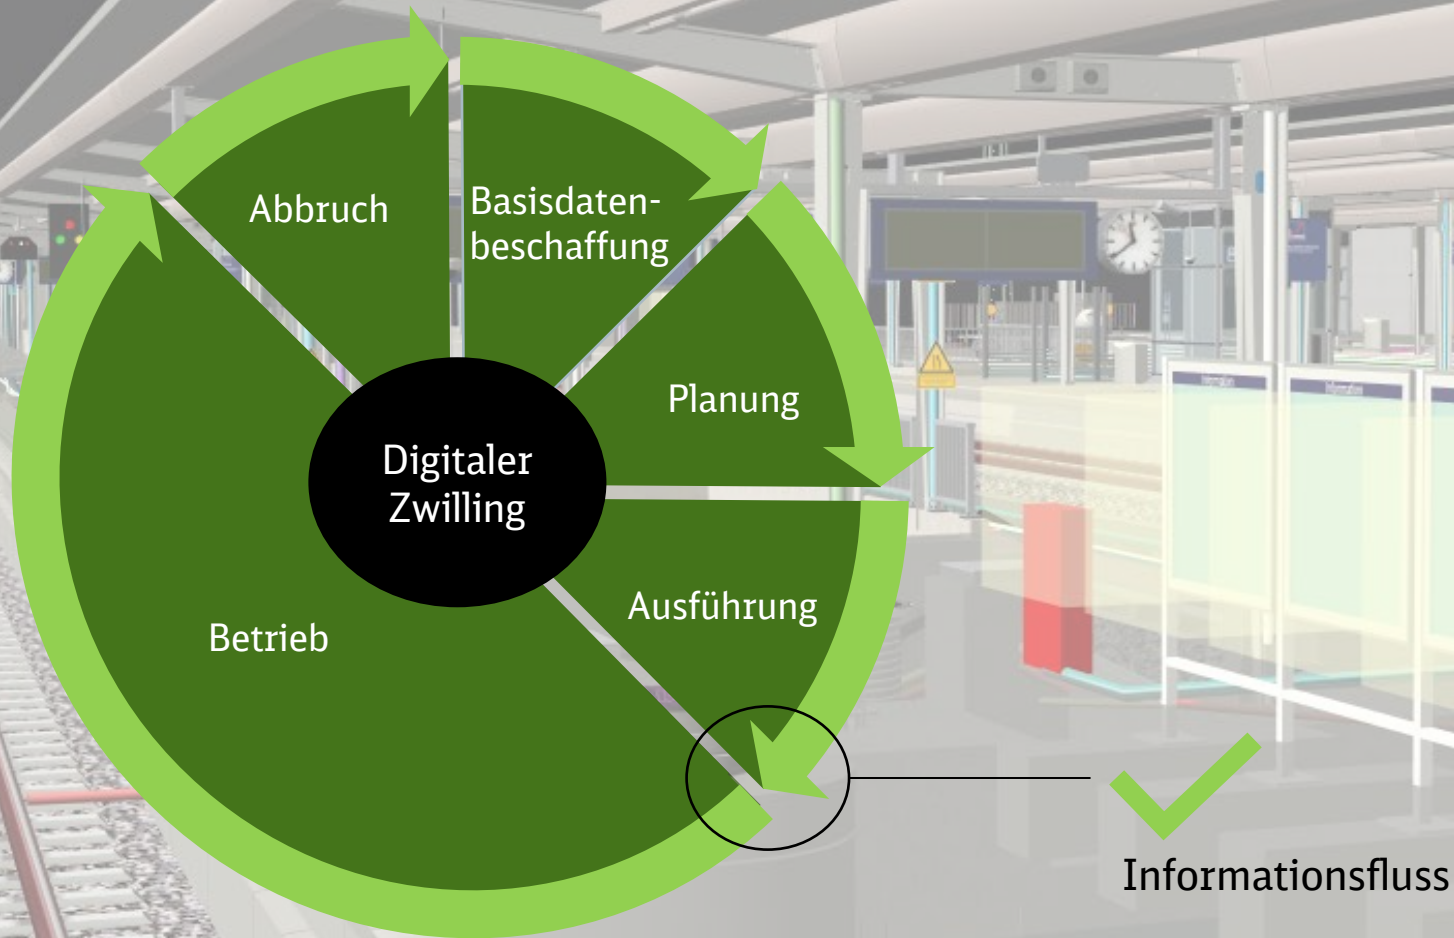 Abbruch
Basisdaten-
beschaffung
Planung
Digitaler
Zwilling
Ausführung
Betrieb
Informationsfluss